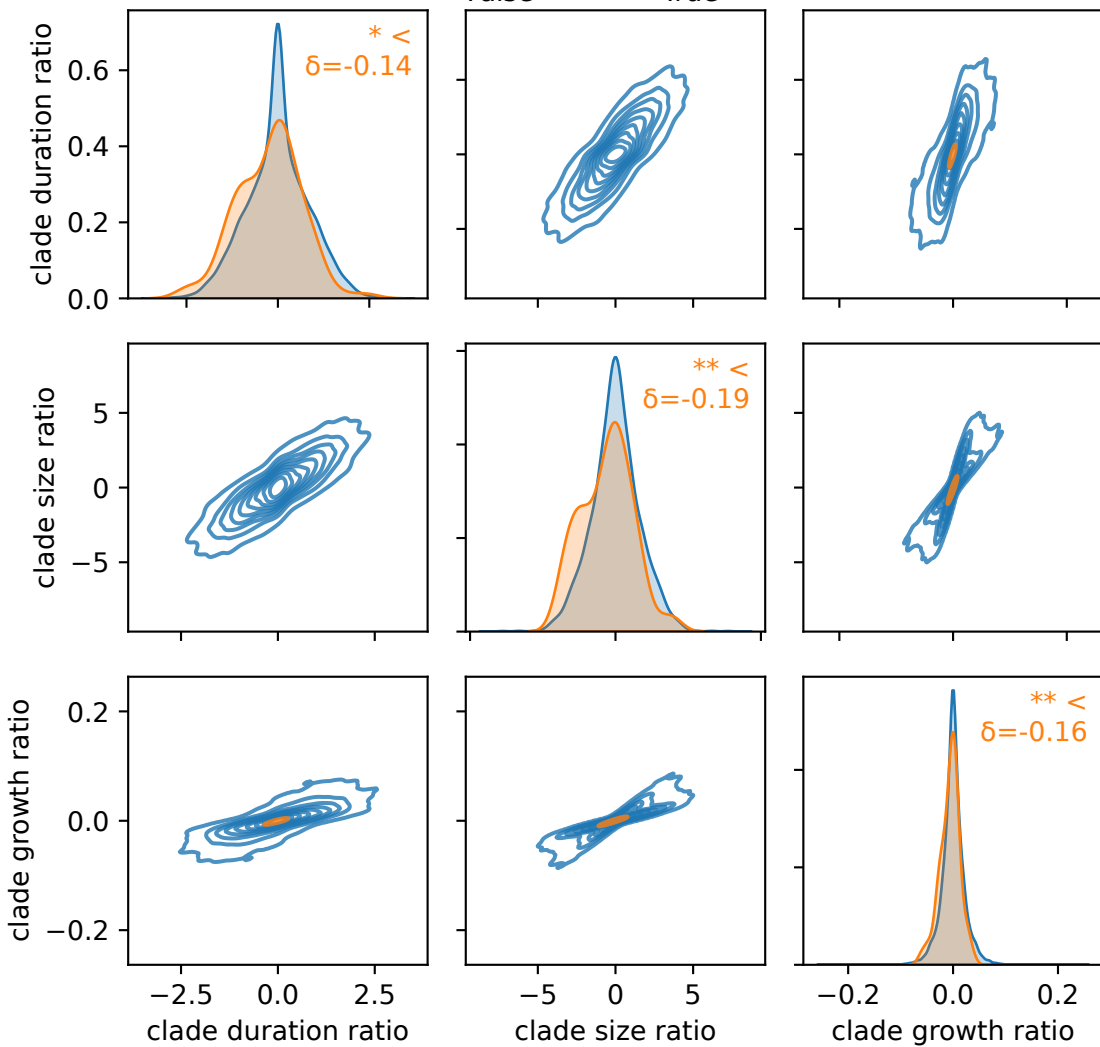 clade duration ratio
0.6
0.4
0.2
0.0
* <
δ=-0.14
clade size ratio
5
0
−5
** <
δ=-0.19
clade growth ratio
0.2
0.0
−0.2
** <
δ=-0.16
−2.5 0.0 2.5
clade duration ratio
−5 0 5
clade size ratio
−0.2 0.0 0.2
clade growth ratio